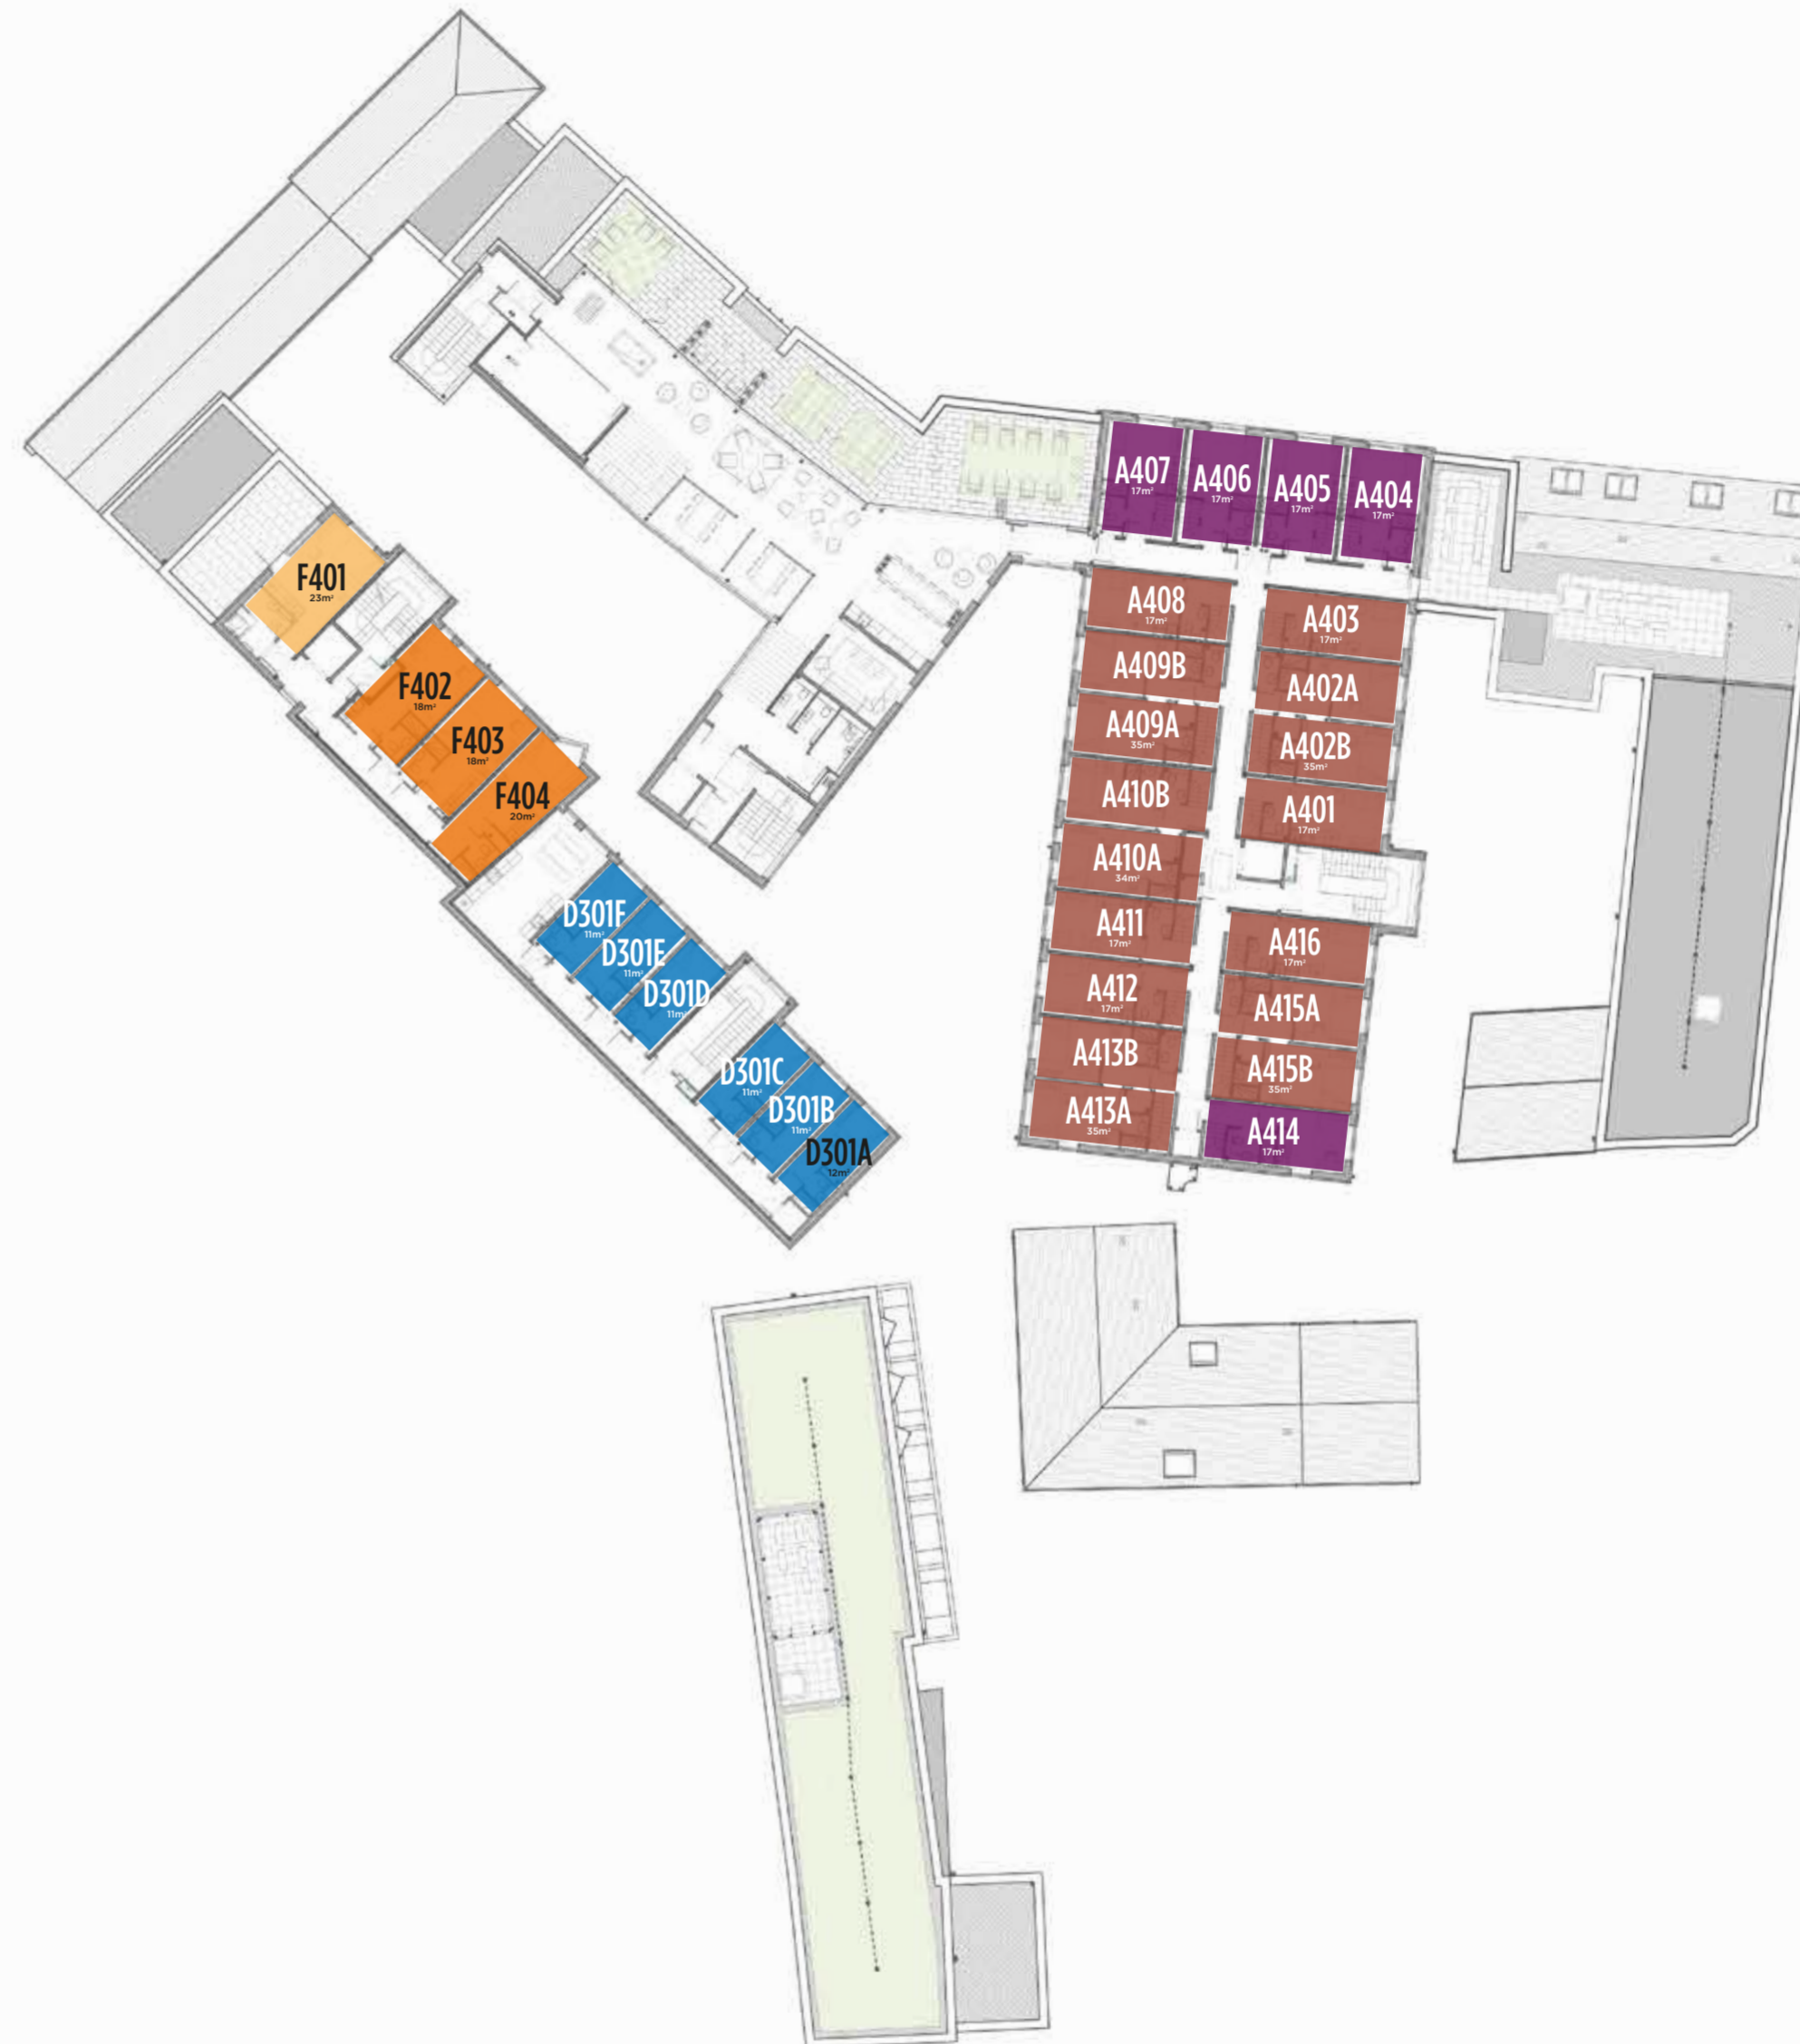 A407
17m²
A406
17m²
A405
17m²
A404
17m²
F401
23m²
F402
18m²
F403
18m²
F404
20m²
A408
17m²
A409B
A409A
35m²
A410B
A410A
34m²
A411
17m²
A412
17m²
A413B
A413A
35m²
A403
17m²
A402A
A402B
35m²
A401
17m²
A416
17m²
A415A
A415B
35m²
A414
17m²
D301F
11m²
D301E
11m²
D301D
11m²
D301C
11m²
D301B
11m²
D301A
12m²